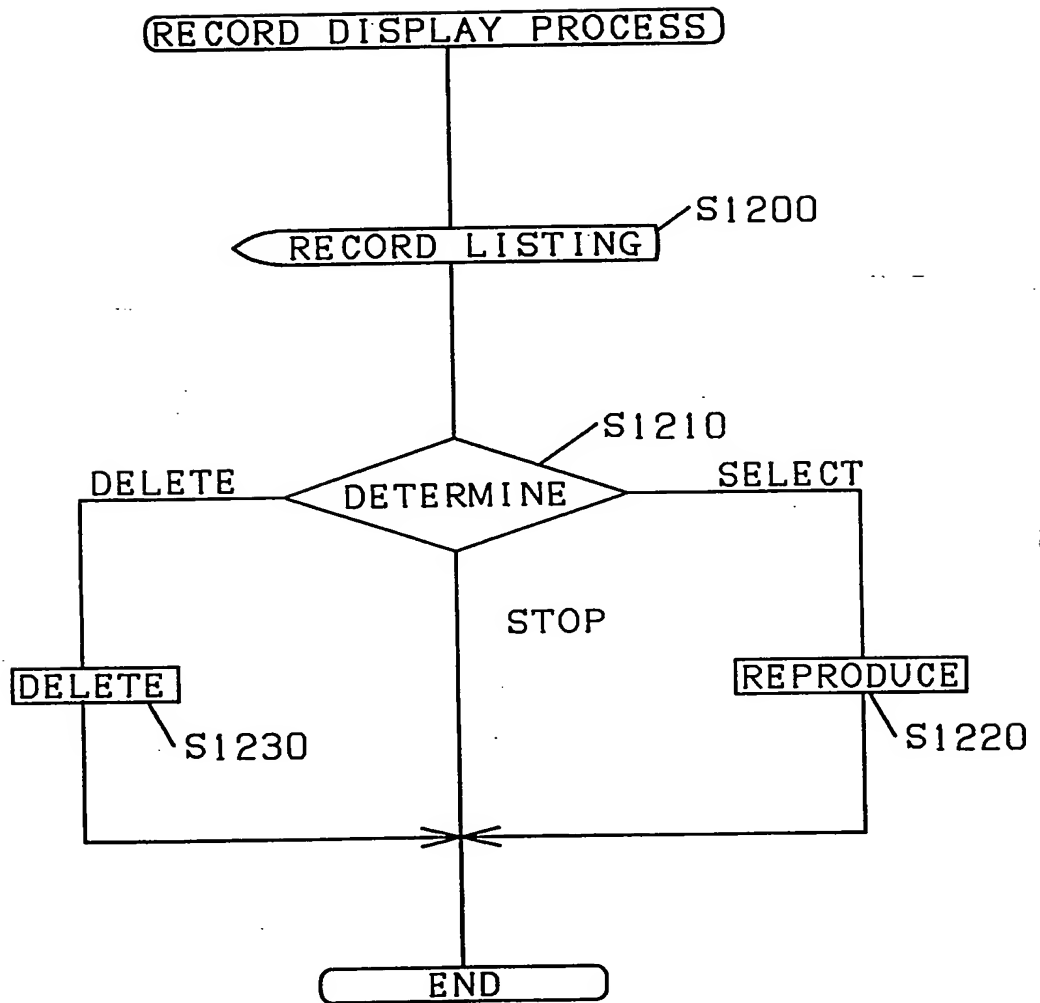 RECORD DISPLAY PROCESS
S1200
RECORD LISTING
S1210
DELETE
DETERMINE
SELECT
STOP
DELETE
REPRODUCE
S1230
S1220
END